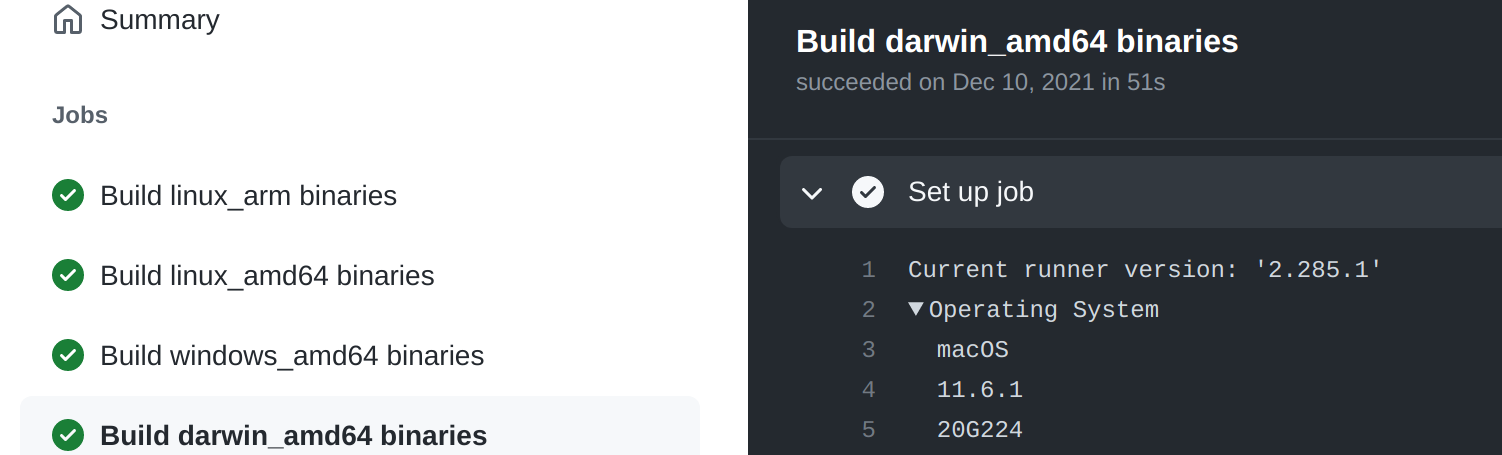 Summary
Jobs
Build linux_arm binaries
Build linux_amd64 binaries
Build windows_amd64 binaries
Build darwin_amd64 binaries
Build darwin_amd64 binaries
succeeded on Dec 10, 2021 in 51s
Set up job
1 Current runner version: '2.285.1'
2 ▼Operating System
3 macOS
4 11.6.1
5 20G224